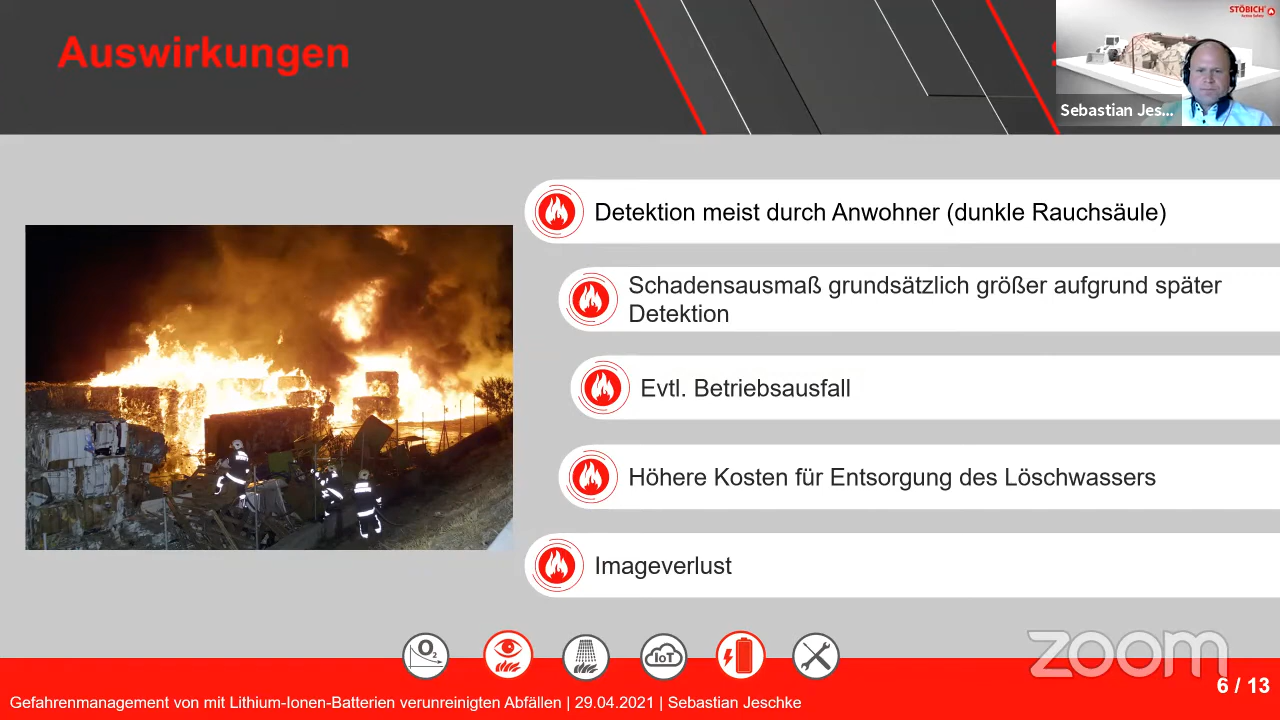 Auswirkungen
STÖBICH
Sebastian Jes...
Detektion meist durch Anwohner (dunkle Rauchsäule)
Schadensausmaß grundsätzlich größer aufgrund später
Detektion
Evtl. Betriebsausfall
Höhere Kosten für Entsorgung des Löschwassers
Imageverlust
O₂
IoT
zoom
6 / 13
Gefahrenmanagement von mit Lithium-Ionen-Batterien verunreinigten Abfällen | 29.04.2021 | Sebastian Jeschke